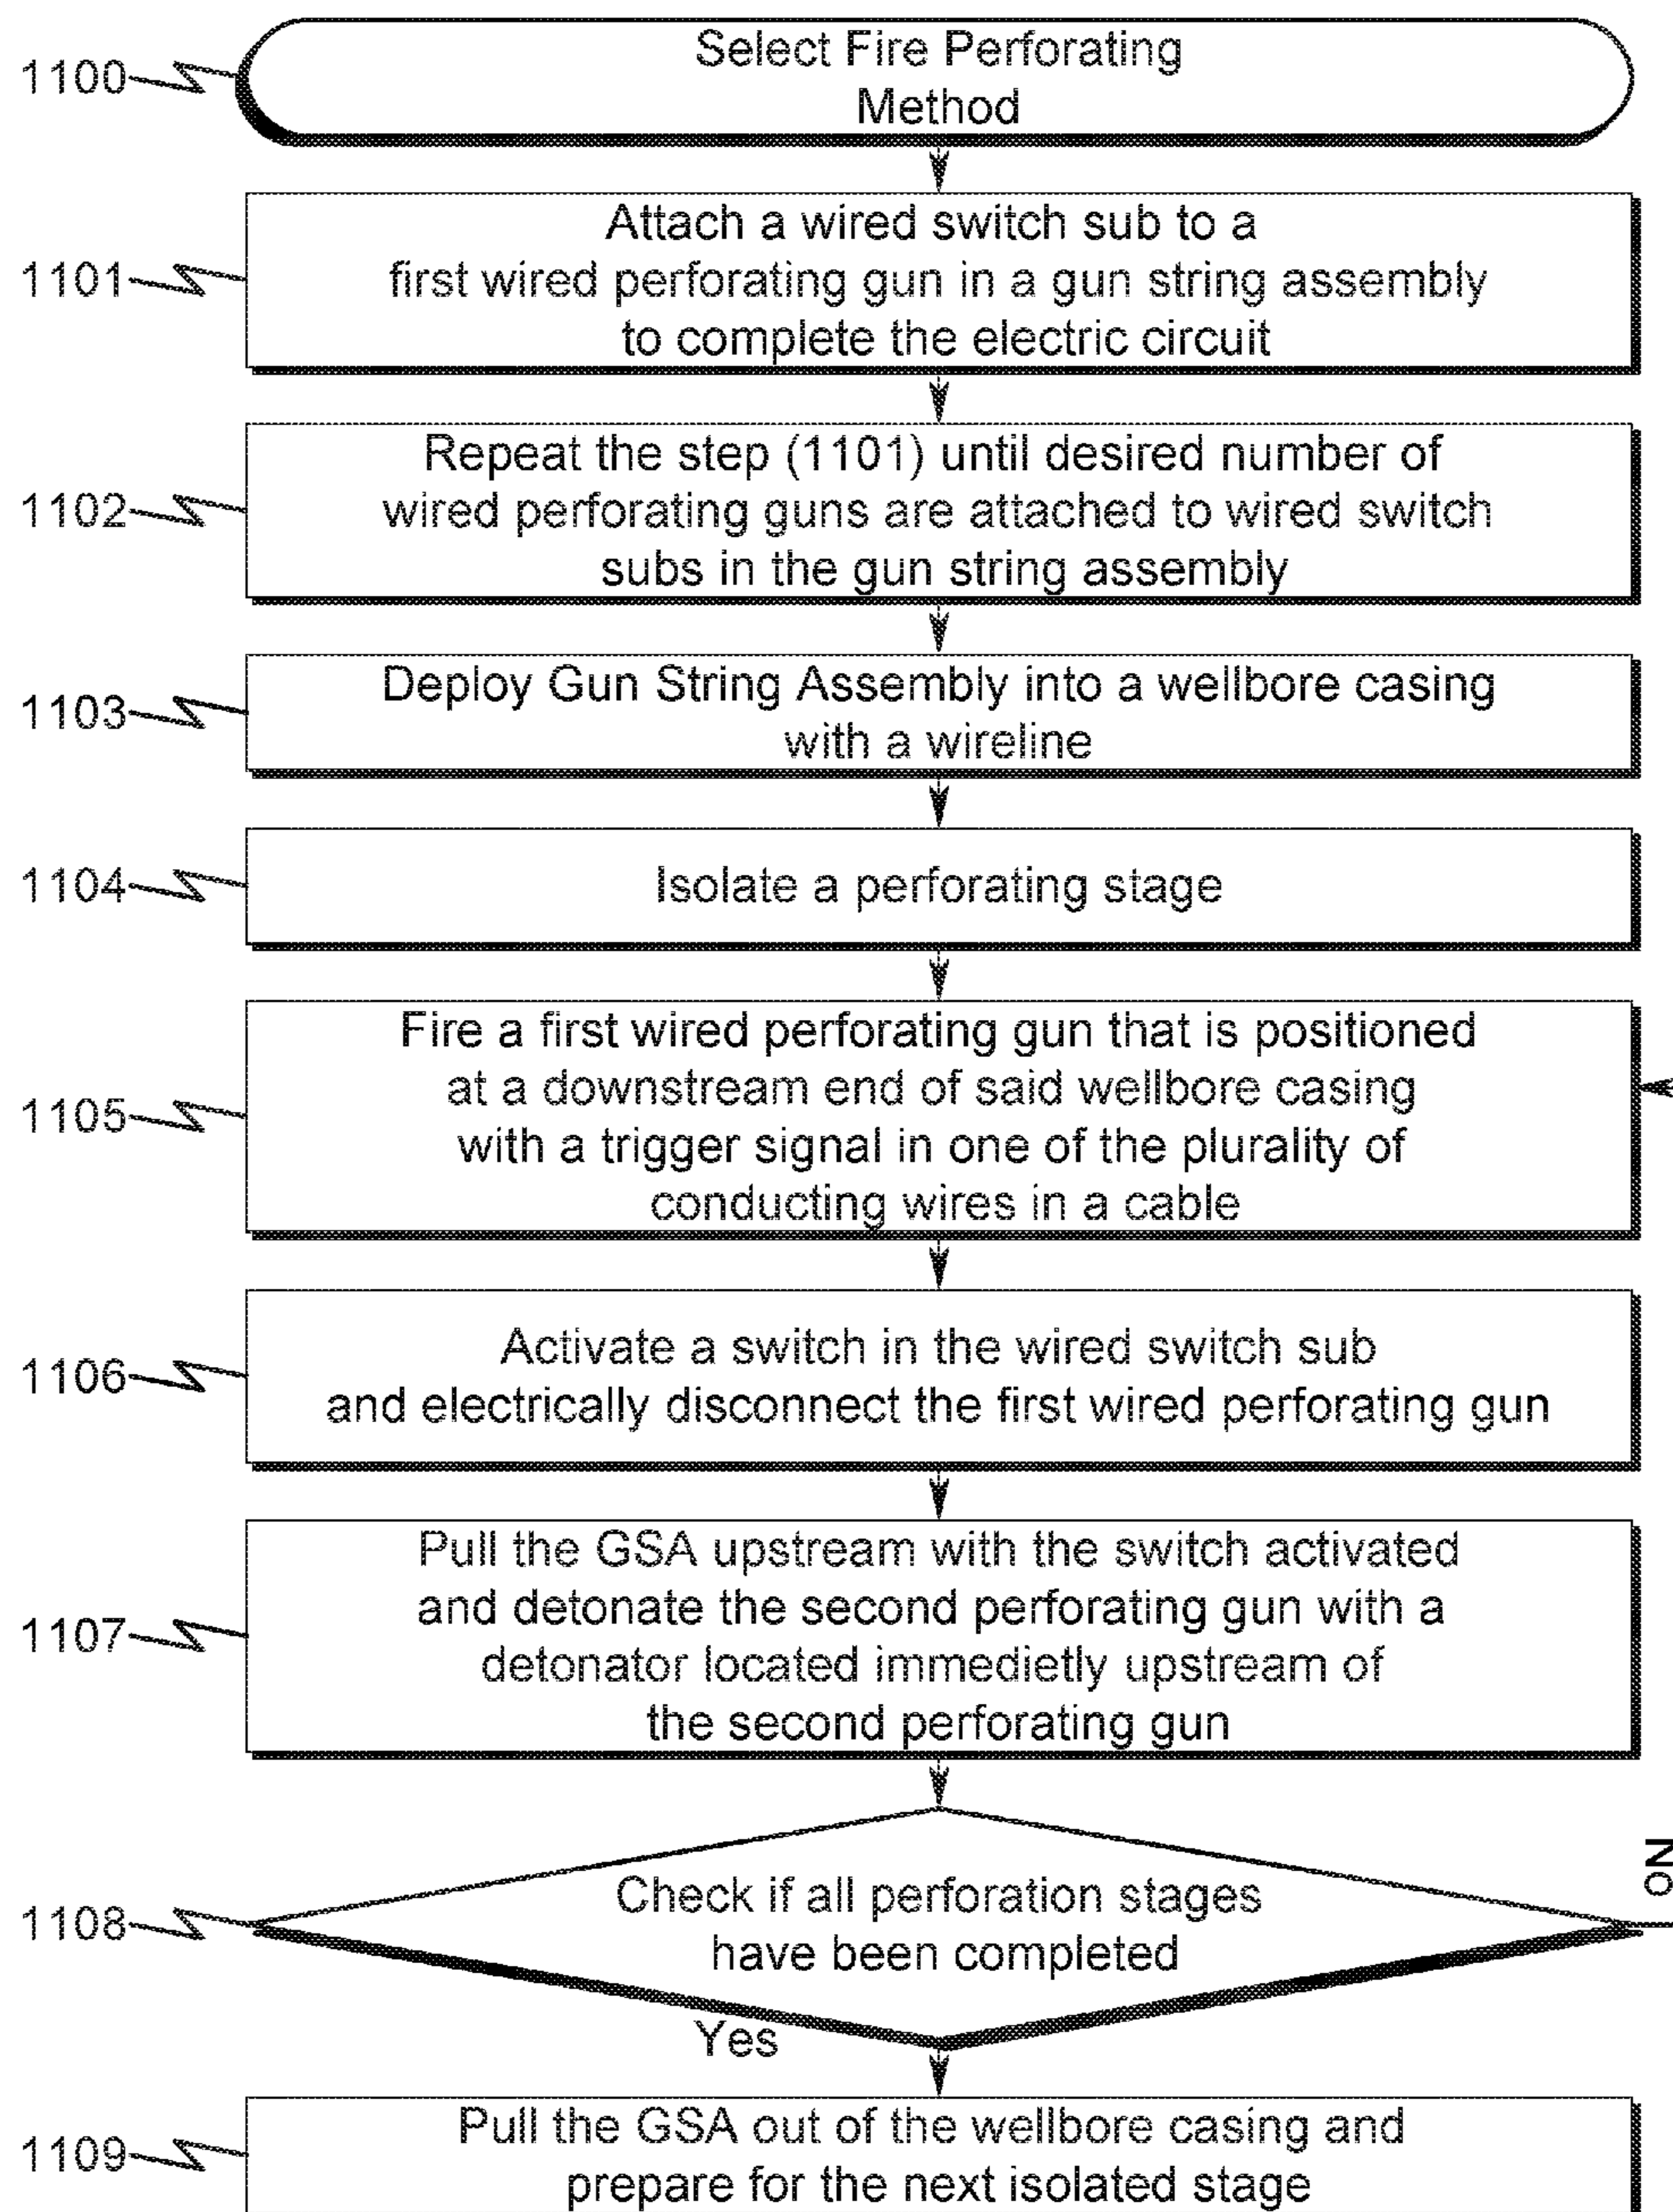 1100
Select Fire Perforating
Method
1101
Attach a wired switch sub to a
first wired perforating gun in a gun string assembly
to complete the electric circuit
1102
Repeat the step (1101) until desired number of
wired perforating guns are attached to wired switch
subs in the gun string assembly
1103
Deploy Gun String Assembly into a wellbore casing
with a wireline
1104
Isolate a perforating stage
1105
Fire a first wired perforating gun that is positioned
at a downstream end of said wellbore casing
with a trigger signal in one of the plurality of
conducting wires in a cable
1106
Activate a switch in the wired switch sub
and electrically disconnect the first wired perforating gun
1107
Pull the GSA upstream with the switch activated
and detonate the second perforating gun with a
detonator located immedietly upstream of
the second perforating gun
1108
Check if all perforation stages
have been completed
No
Yes
1109
Pull the GSA out of the wellbore casing and
prepare for the next isolated stage